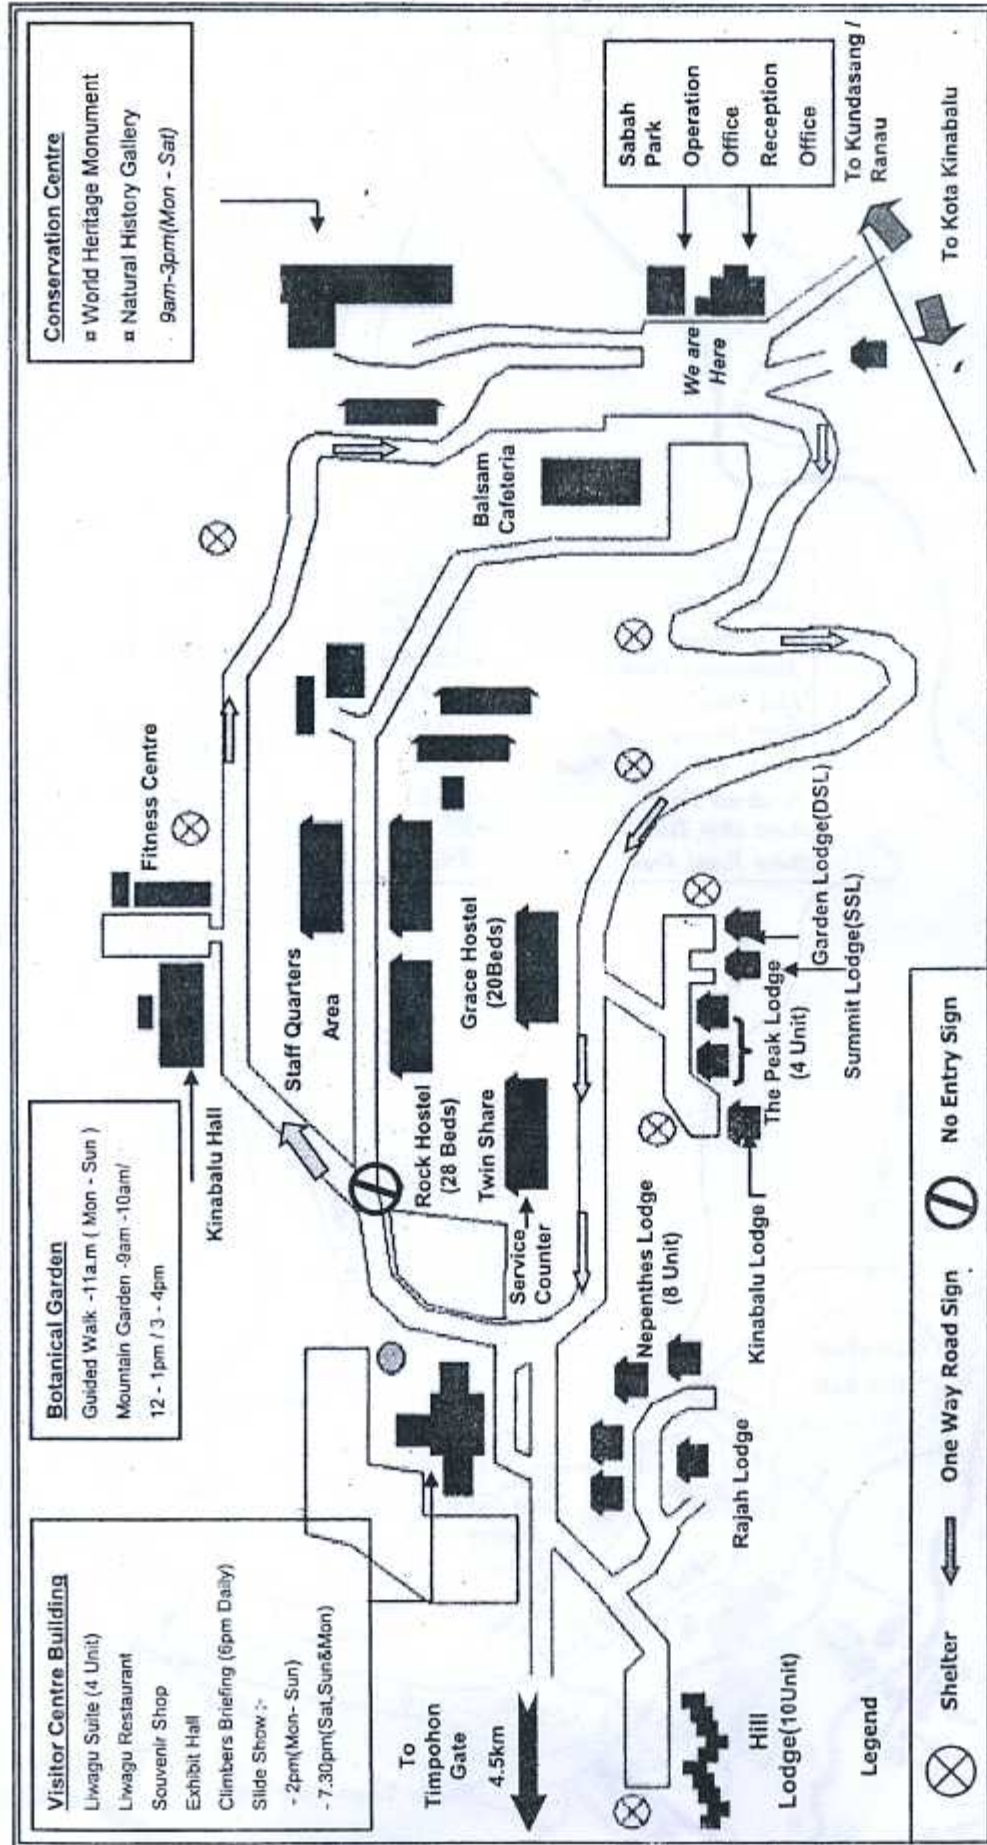 Visitor Centre Building
Liwagu Suite (4 Unit)
Liwagu Restaurant
Souvenir Shop
Exhibit Hall
Climbers Briefing (6pm Daily)
Slide Show ;-
- 2pm(Mon- Sun)
- 7.30pm(Sat,Sun&Mon)
Botanical Garden
Guided Walk -11a.m ( Mon - Sun )
Mountain Garden -9am -10am/
12 - 1pm / 3 - 4pm
Conservation Centre
¤ World Heritage Monument
¤ Natural History Gallery
9am-3pm(Mon - Sat)
Kinabalu Hall
Fitness Centre
Staff Quarters
Area
Rock Hostel
(28 Beds)
Grace Hostel
(20Beds)
Twin Share
Service
Counter
Balsam
Cafeteria
We are
Here
Sabah
Park
Operation
Office
Reception
Office
To Kundasang /
Ranau
To Kota Kinabalu
To
Timpohon
Gate
4.5km
Nepenthes Lodge
(8 Unit)
Rajah Lodge
Kinabalu Lodge
The Peak Lodge
(4 Unit)
Garden Lodge(DSL)
Summit Lodge(SSL)
Hill
Lodge(10Unit)
Legend
Shelter
One Way Road Sign
No Entry Sign